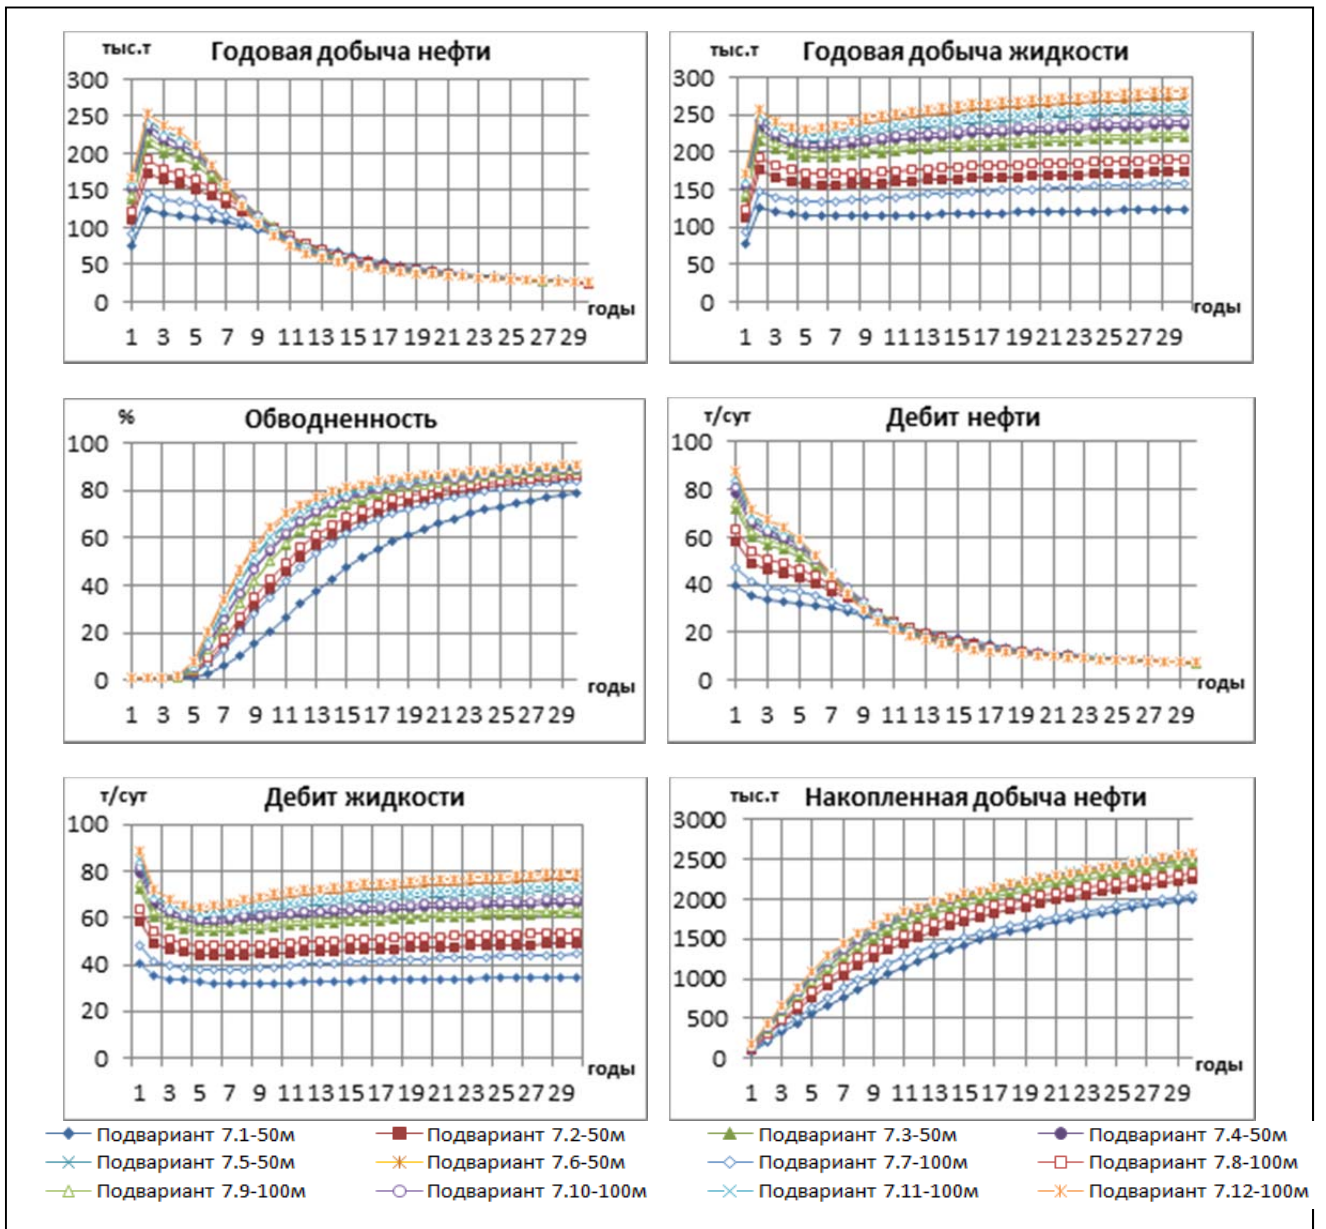 тыс.т Годовая добыча нефти
300
250
200
150
100
50
0
годы
1 3 5 7 9 11 13 15 17 19 21 23 25 27 29
тыс.т Годовая добыча жидкости
300
250
200
150
100
50
0
годы
1 3 5 7 9 11 13 15 17 19 21 23 25 27 29
% Обводненность
100
80
60
40
20
0
годы
1 3 5 7 9 11 13 15 17 19 21 23 25 27 29
т/сут Дебит нефти
100
80
60
40
20
0
годы
1 3 5 7 9 11 13 15 17 19 21 23 25 27 29
т/сут Дебит жидкости
100
80
60
40
20
0
годы
1 3 5 7 9 11 13 15 17 19 21 23 25 27 29
тыс.т Накопленная добыча нефти
3000
2500
2000
1500
1000
500
0
годы
1 3 5 7 9 11 13 15 17 19 21 23 25 27 29
Подвариант 7.1-50м Подвариант 7.2-50м Подвариант 7.3-50м Подвариант 7.4-50м
Подвариант 7.5-50м Подвариант 7.6-50м Подвариант 7.7-100м Подвариант 7.8-100м
Подвариант 7.9-100м Подвариант 7.10-100м Подвариант 7.11-100м Подвариант 7.12-100м